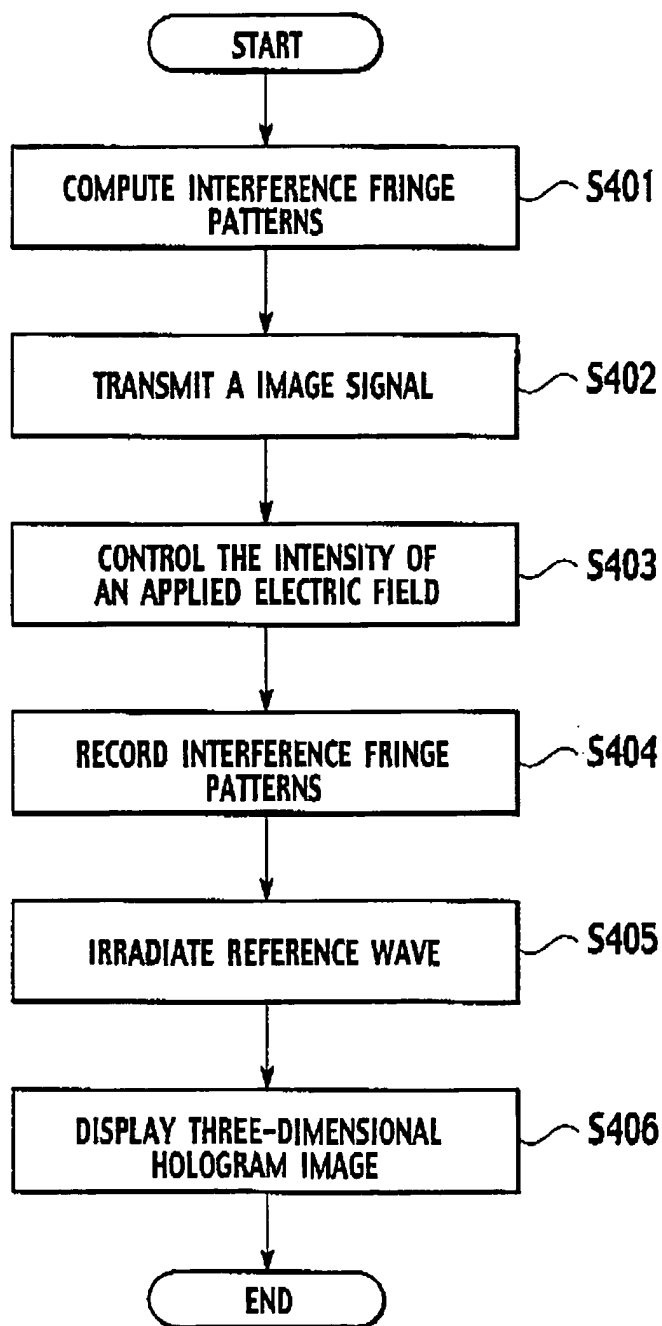 START
COMPUTE INTERFERENCE FRINGE
PATTERNS
S401
TRANSMIT A IMAGE SIGNAL
S402
CONTROL THE INTENSITY OF
AN APPLIED ELECTRIC FIELD
S403
RECORD INTERFERENCE FRINGE
PATTERNS
S404
IRRADIATE REFERENCE WAVE
S405
DISPLAY THREE-DIMENSIONAL
HOLOGRAM IMAGE
S406
END